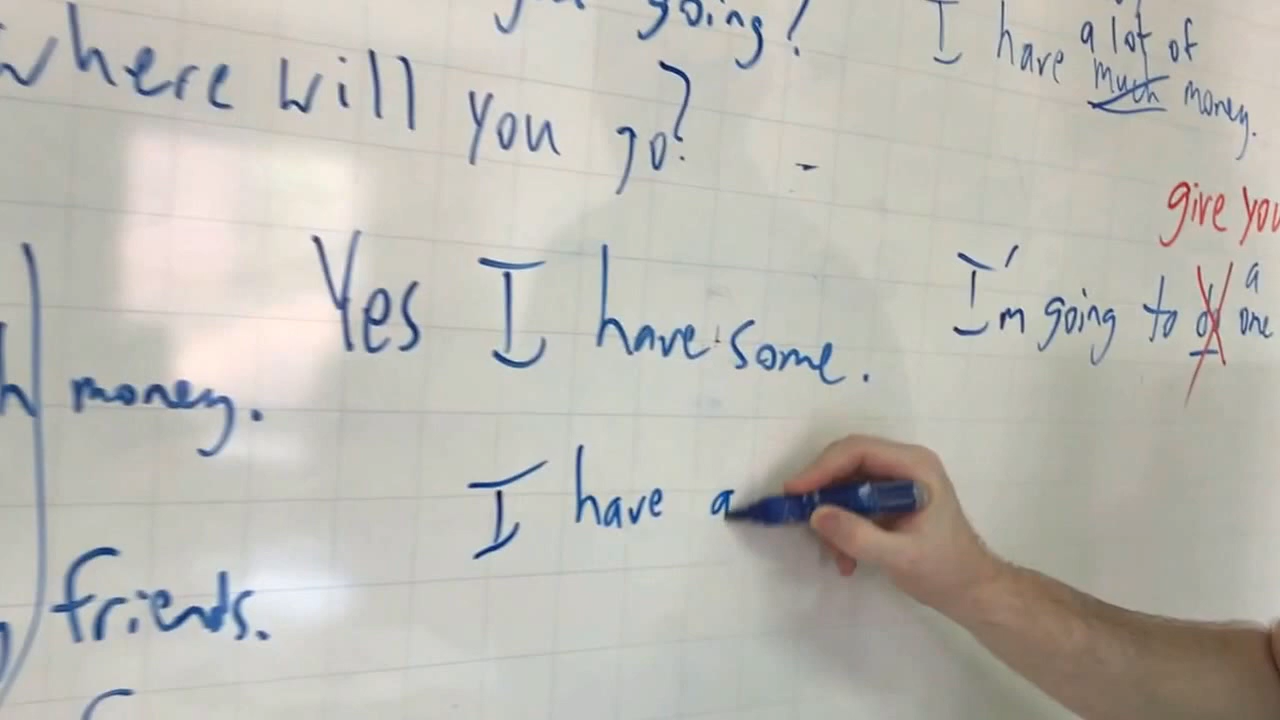 going?
Where will you go?
I have a lot of
much money.
give you
I'm going to a
one
Yes I have some.
money.
I have a
friends.